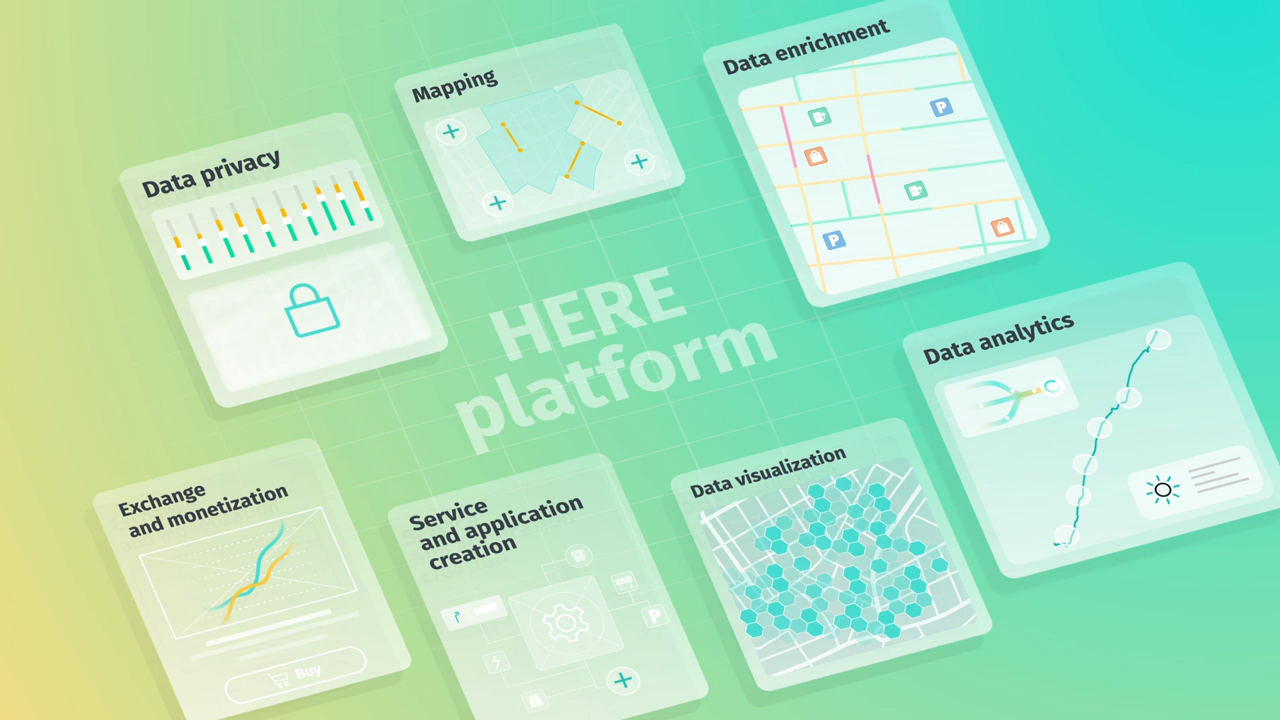 Data privacy
Mapping
Data enrichment
P
P
HERE
platform
Data analytics
Exchange
and monetization
Buy
Service
and application
creation
P
Data visualization